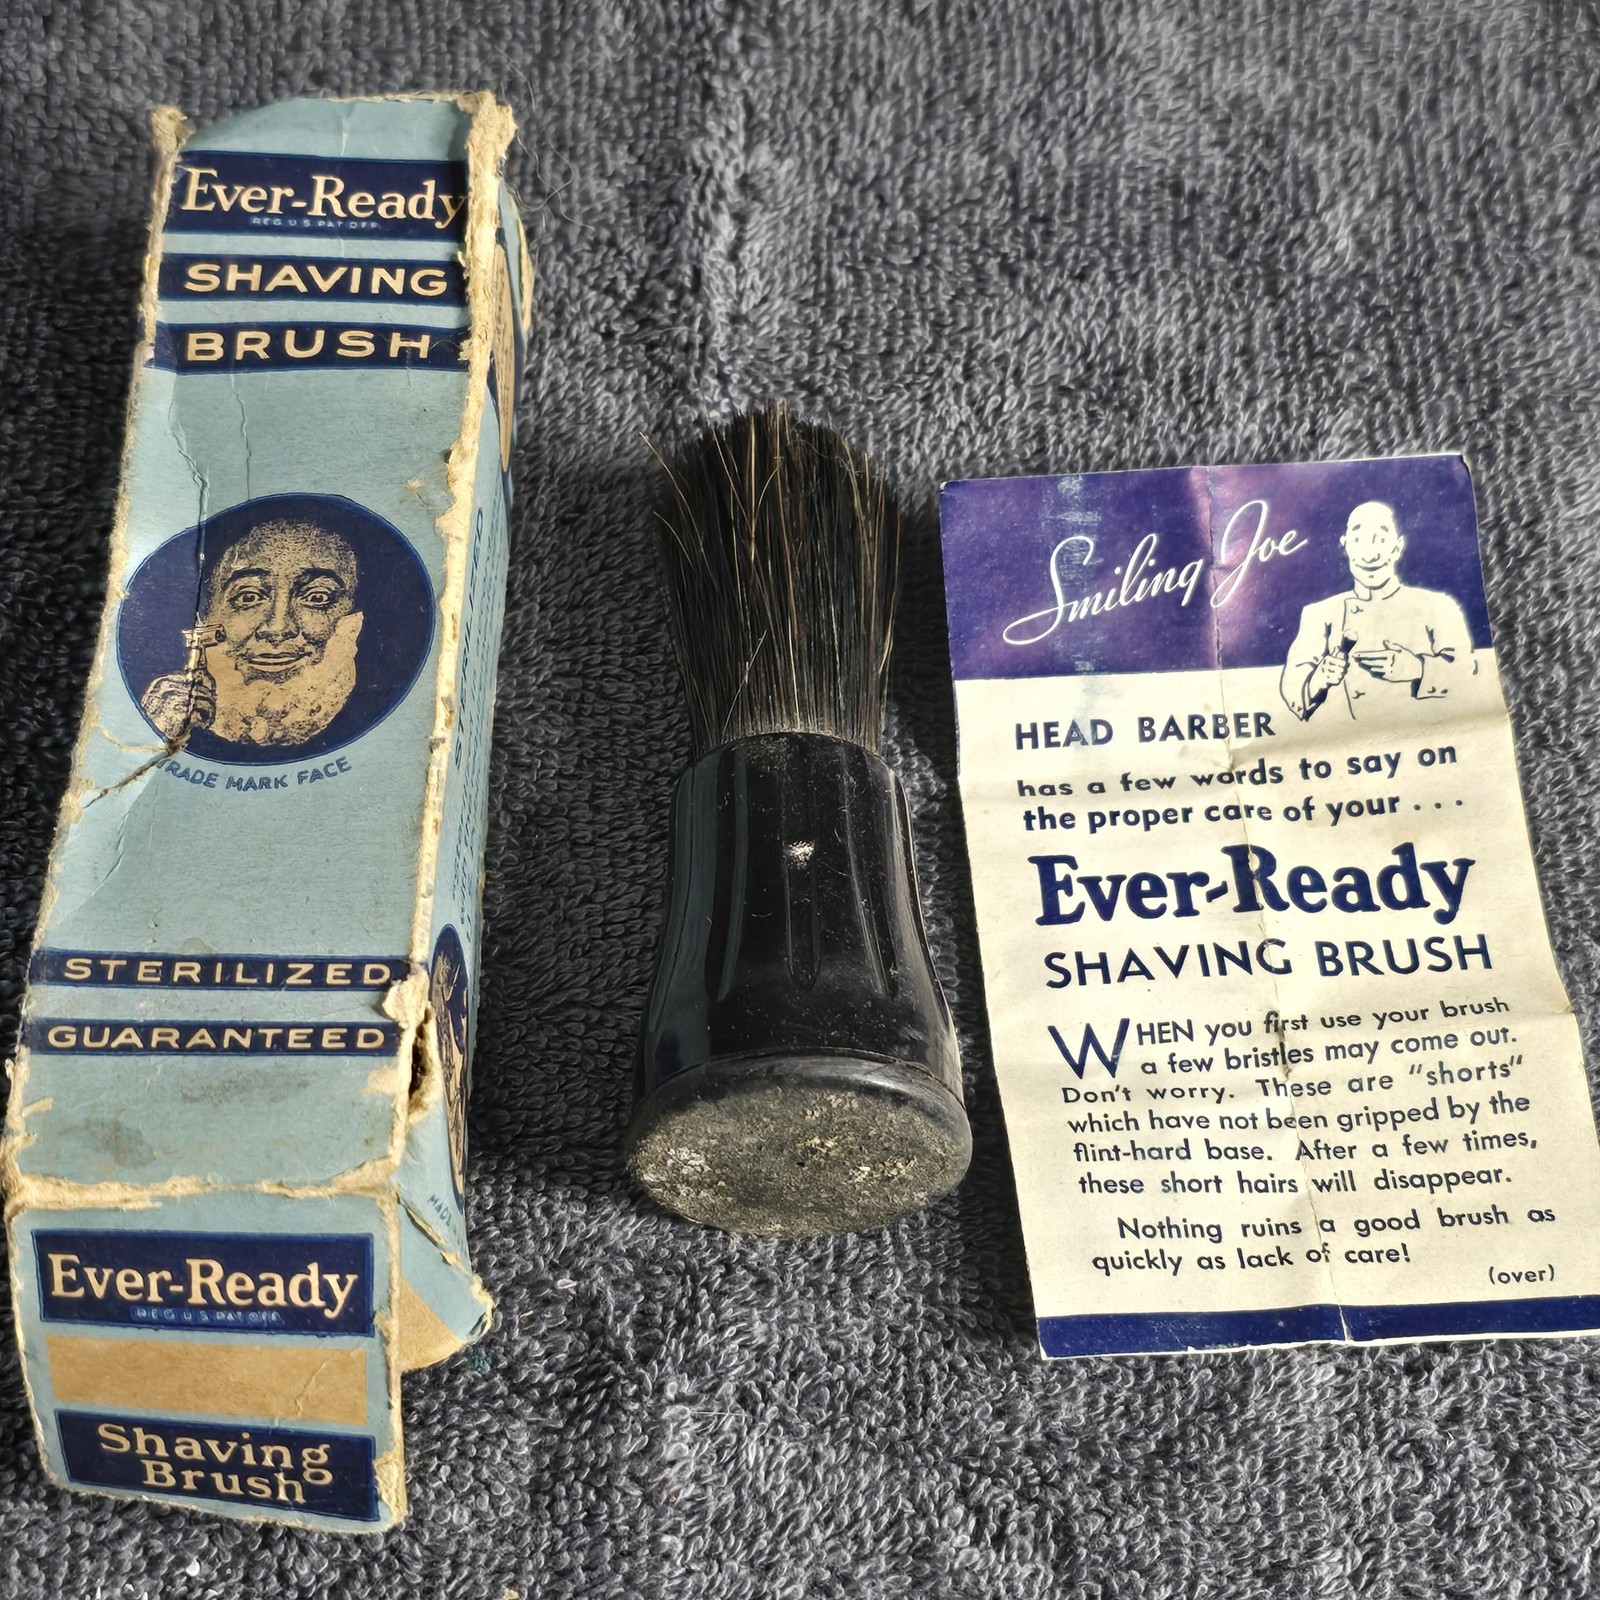 Ever-Ready
REG U S PAT OFF
SHAVING
BRUSH
TRADE MARK FACE
STERILIZED
GUARANTEED
Ever-Ready
REG U S PAT OFF
Shaving
Brush
STERILIZED
MADE
Smiling Joe
HEAD BARBER
has a few words to say on
the proper care of your . . .
Ever-Ready
SHAVING BRUSH
WHEN you first use your brush
a few bristles may come out.
Don't worry. These are "shorts"
which have not been gripped by the
flint-hard base. After a few times,
these short hairs will disappear.
Nothing ruins a good brush as
quickly as lack of care!
(over)